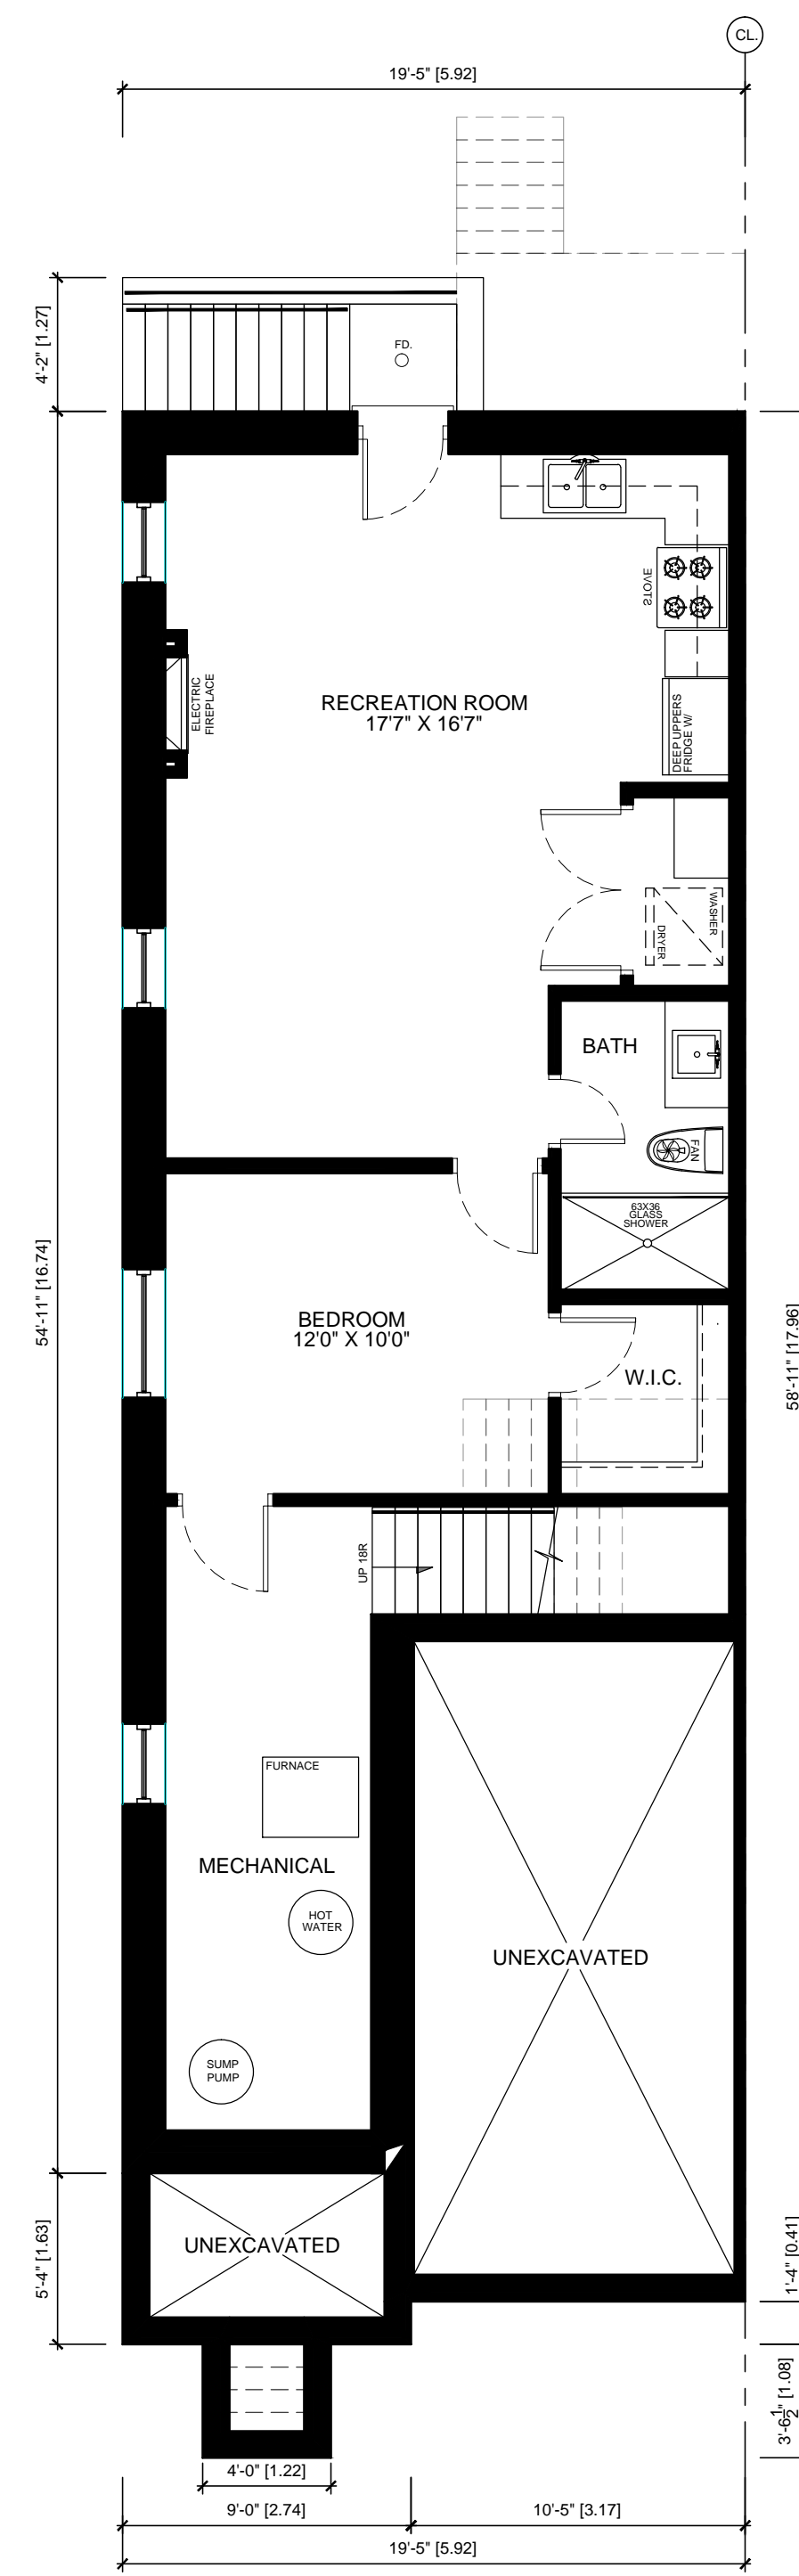 CL.
19'-5" [5.92]
4'-2" [1.27]
FD.
STOVE
ELECTRIC
FIREPLACE
RECREATION ROOM
17'7" X 16'7"
DEEP UPPERS
FRIDGE W/
WASHER
DRYER
BATH
FAN
63X36
GLASS
SHOWER
54'-11" [16.74]
58'-11" [17.96]
BEDROOM
12'0" X 10'0"
W.I.C.
UP 18R
FURNACE
MECHANICAL
HOT
WATER
UNEXCAVATED
SUMP
PUMP
UNEXCAVATED
5'-4" [1.63]
1'-4" [0.41]
3'-6 1/2" [1.08]
4'-0" [1.22]
9'-0" [2.74]
10'-5" [3.17]
19'-5" [5.92]